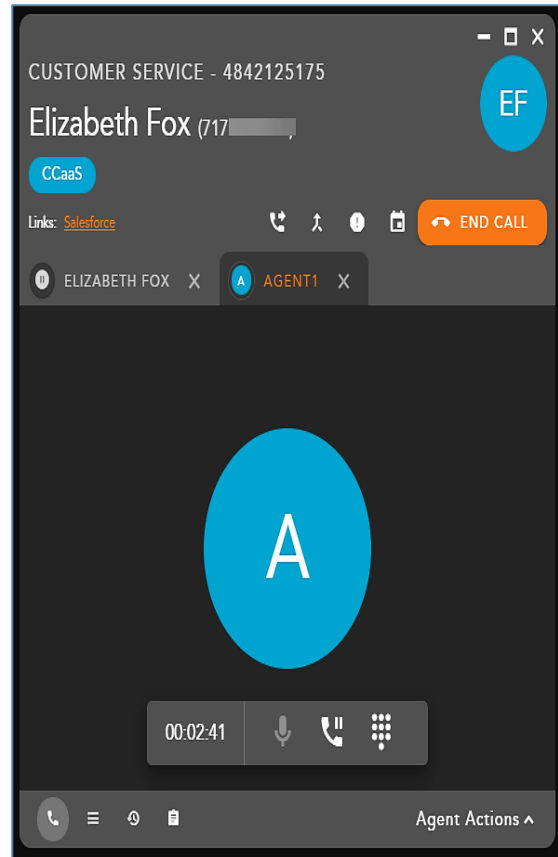 CUSTOMER SERVICE - 4842125175
EF
Elizabeth Fox (717
CCaaS
Links: Salesforce
END CALL
ELIZABETH FOX X
A AGENT1 X
A
00:02:41
Agent Actions